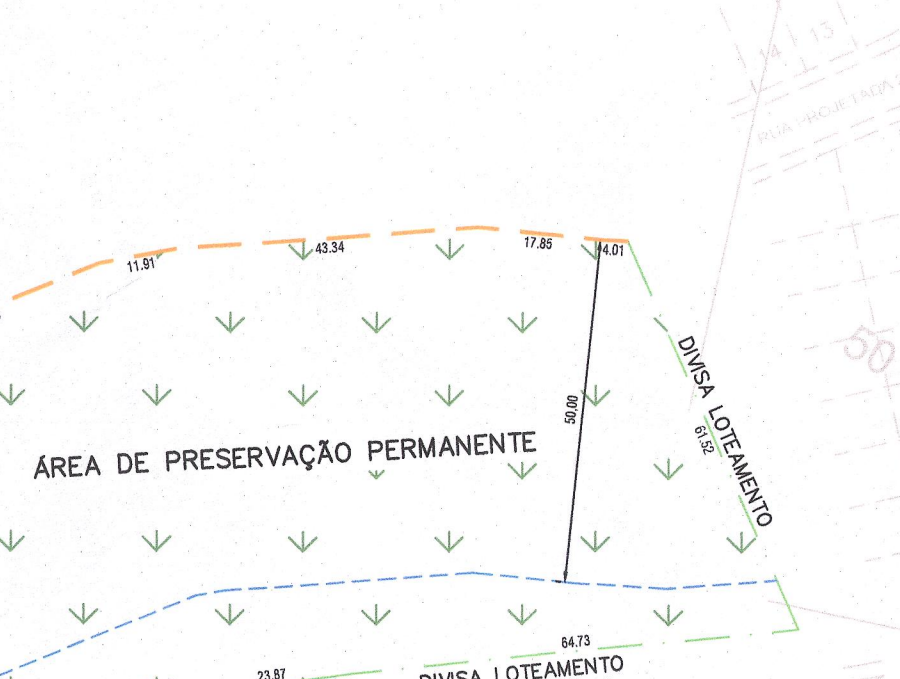 14
13
RUA PROJETADA
11.91
43.34
17.85
4.01
50
DIVISA LOTEAMENTO
61.52
50.00
ÁREA DE PRESERVAÇÃO PERMANENTE
64.73
23.87
DIVISA LOTEAMENTO